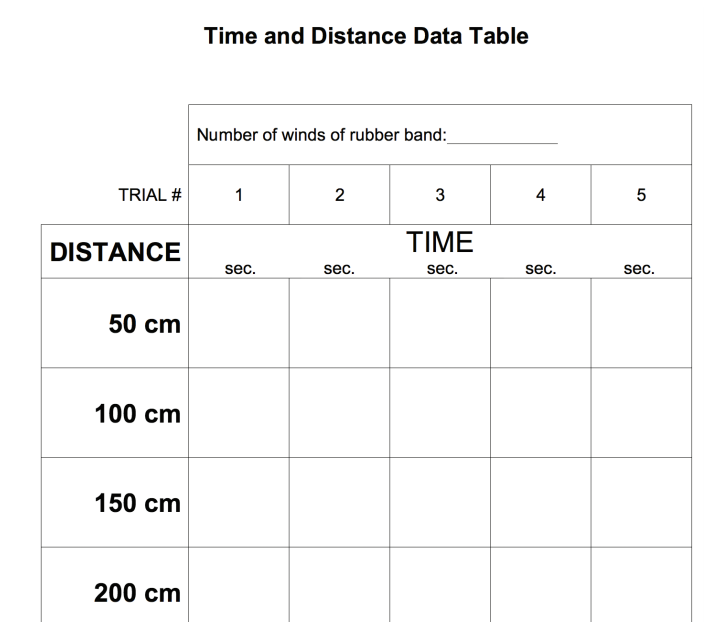 Time and Distance Data Table
Number of winds of rubber band:____________
TRIAL # 1 2 3 4 5
DISTANCE TIME
sec. sec. sec. sec. sec.
50 cm
100 cm
150 cm
200 cm